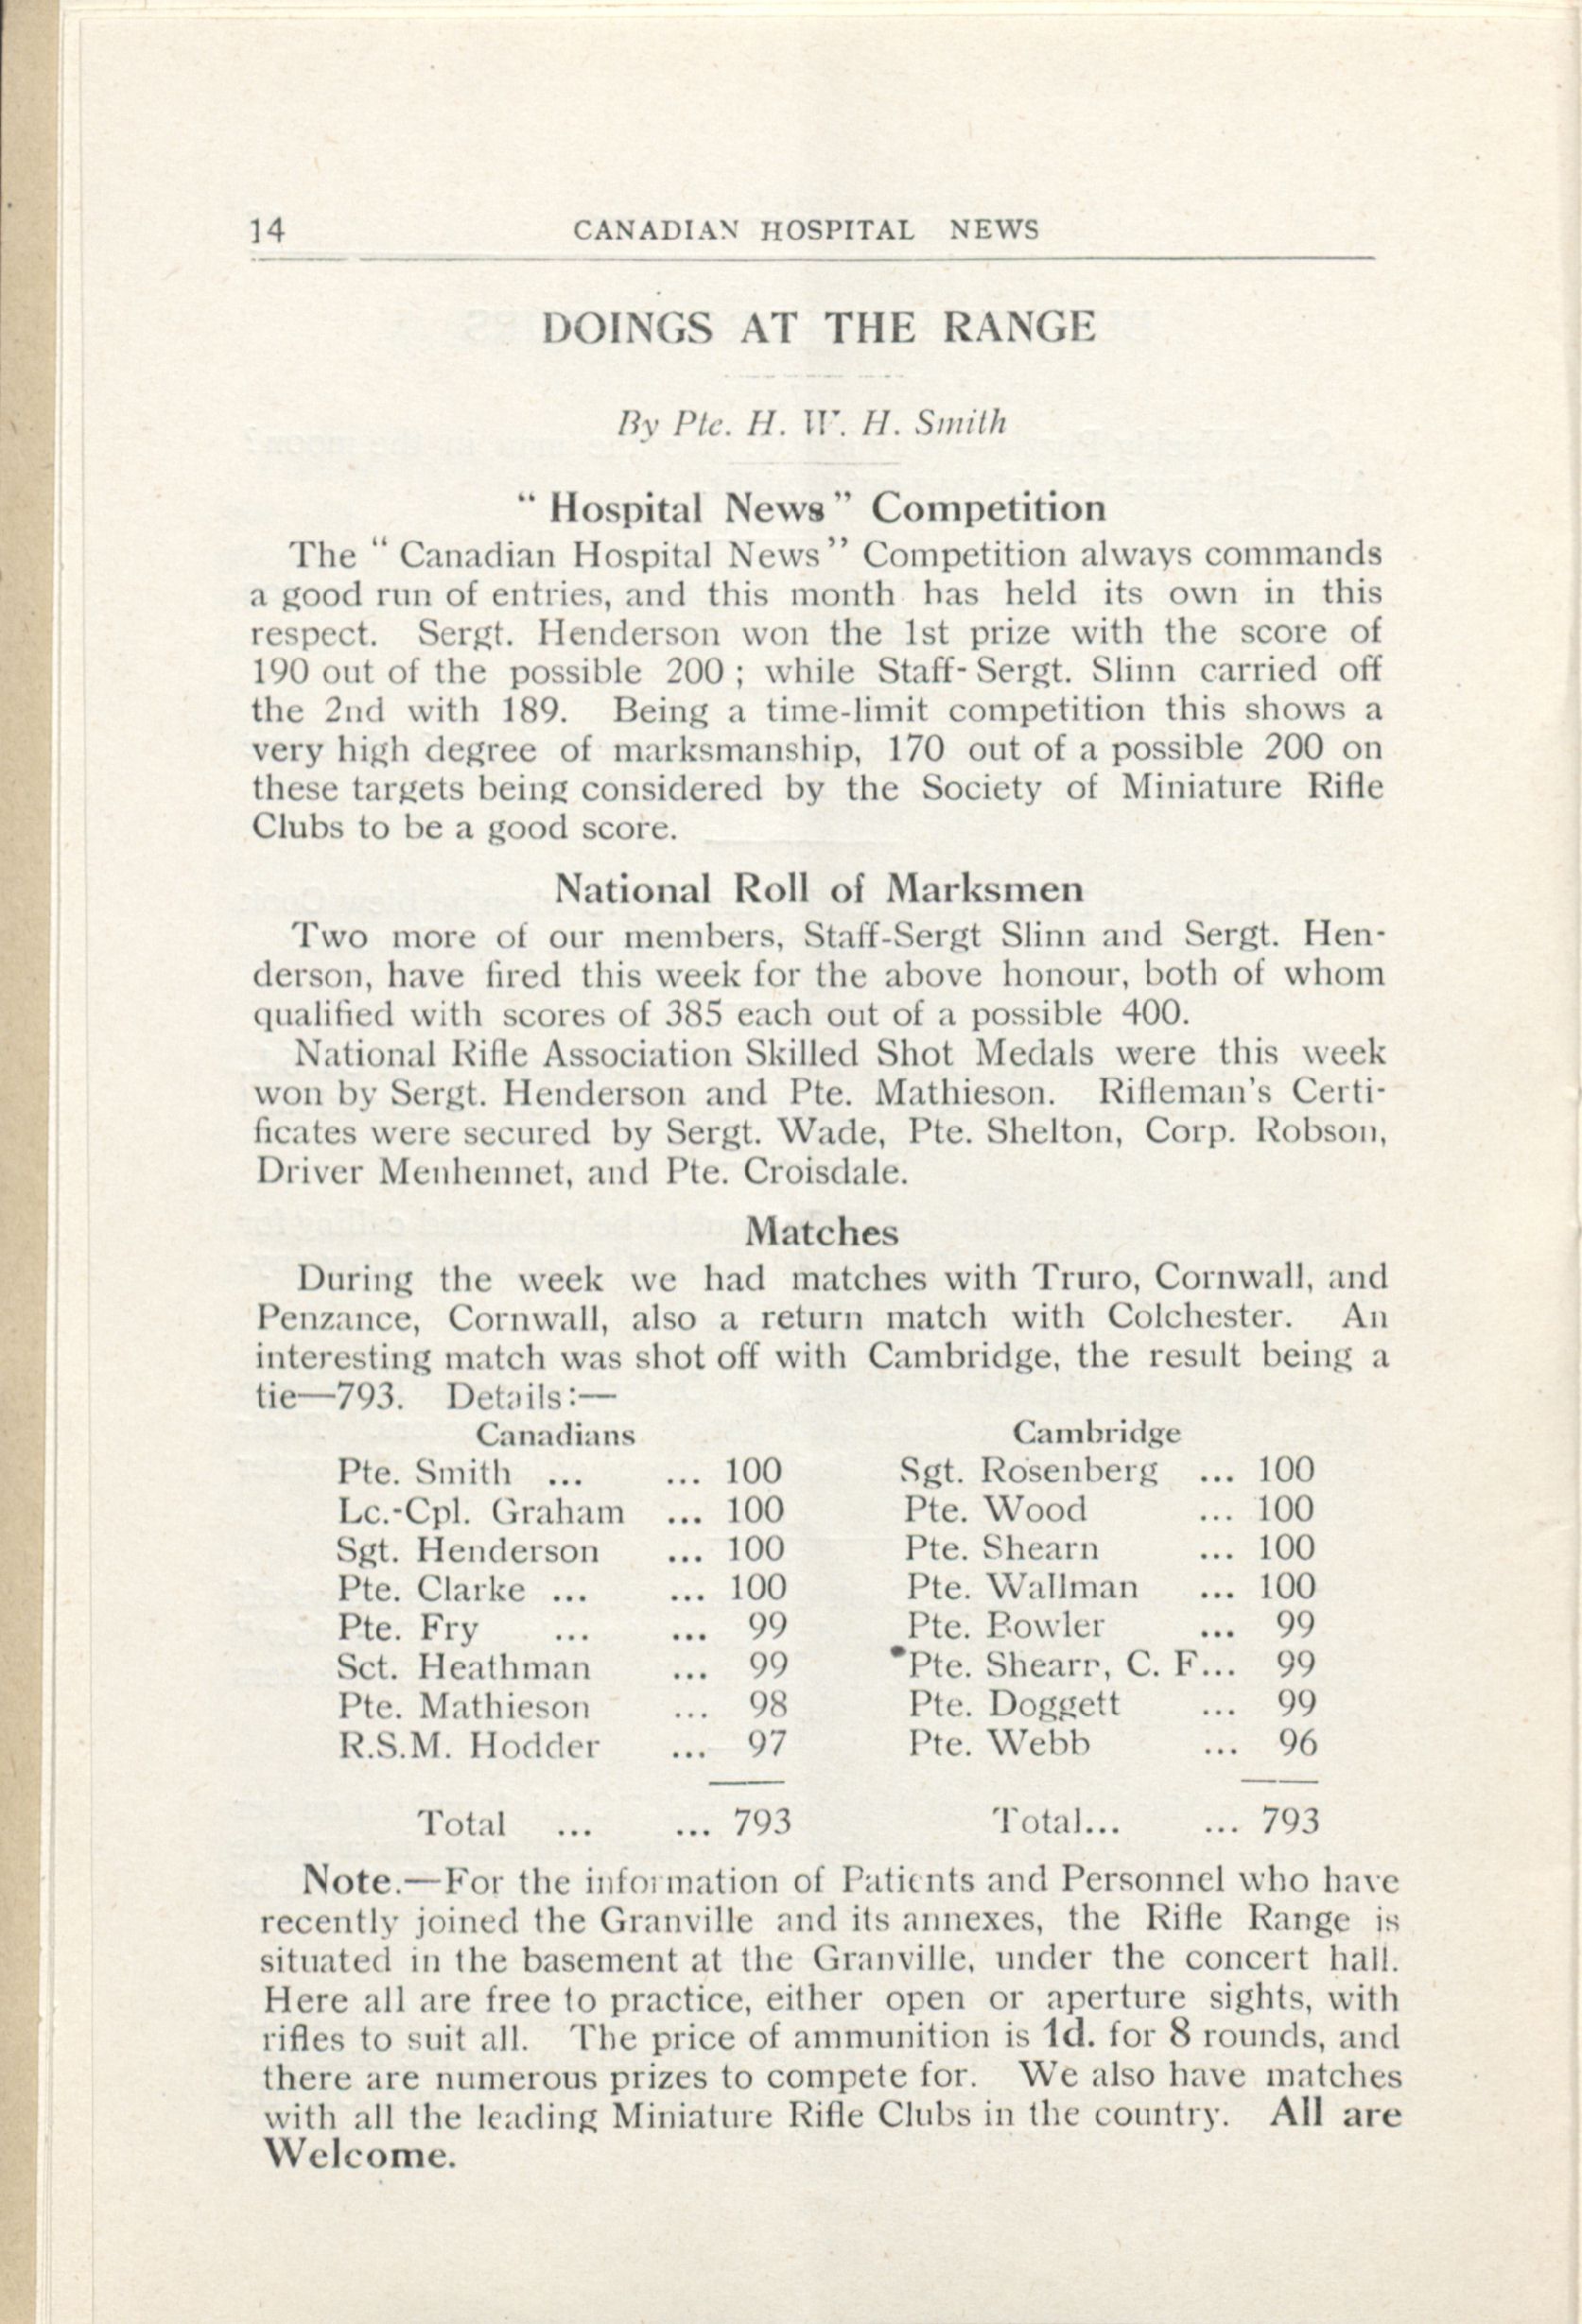 14 CANADIAN HOSPITAL NEWS
DOINGS AT THE RANGE
By Pte. H. W. H. Smith
“ Hospital News ” Competition
The “ Canadian Hospital News ” Competition always commands
a good run of entries, and this month has held its own in this
respect. Sergt. Henderson won the 1st prize with the score of
190 out of the possible 200 ; while Staff-Sergt. Slinn carried off
the 2nd with 189. Being a time-limit competition this shows a
very high degree of marksmanship, 170 out of a possible 200 on
these targets being considered by the Society of Miniature Rifle
Clubs to be a good score.
National Roll of Marksmen
Two more of our members, Staff-Sergt Slinn and Sergt. Hen-
derson, have fired this week for the above honour, both of whom
qualified with scores of 385 each out of a possible 400.
National Rifle Association Skilled Shot Medals were this week
won by Sergt. Henderson and Pte. Mathieson. Rifleman's Certi-
ficates were secured by Sergt. Wade, Pte. Shelton, Corp. Robson,
Driver Menhennet, and Pte. Croisdale.
Matches
During the week we had matches with Truro, Cornwall, and
Penzance, Cornwall, also a return match with Colchester. An
interesting match was shot off with Cambridge, the result being a
tie—793. Details:—
Canadians Cambridge
Pte. Smith ... ... 100 Sgt. Rosenberg ... 100
Lc.-Cpl. Graham ... 100 Pte. Wood ... 100
Sgt. Henderson ... 100 Pte. Shearn ... 100
Pte. Clarke ... ... 100 Pte. Wallman ... 100
Pte. Fry ... ... 99 Pte. Bowler ... 99
Sct. Heathman ... 99 Pte. Shearr, C. F... 99
Pte. Mathieson ... 98 Pte. Doggett ... 99
R.S.M. Hodder ... 97 Pte. Webb ... 96
Total ... ... 793 Total... ... 793
Note.—For the information of Patients and Personnel who have
recently joined the Granville and its annexes, the Rifle Range is
situated in the basement at the Granville, under the concert hall.
Here all are free to practice, either open or aperture sights, with
rifles to suit all. The price of ammunition is 1d. for 8 rounds, and
there are numerous prizes to compete for. We also have matches
with all the leading Miniature Rifle Clubs in the country. All are
Welcome.